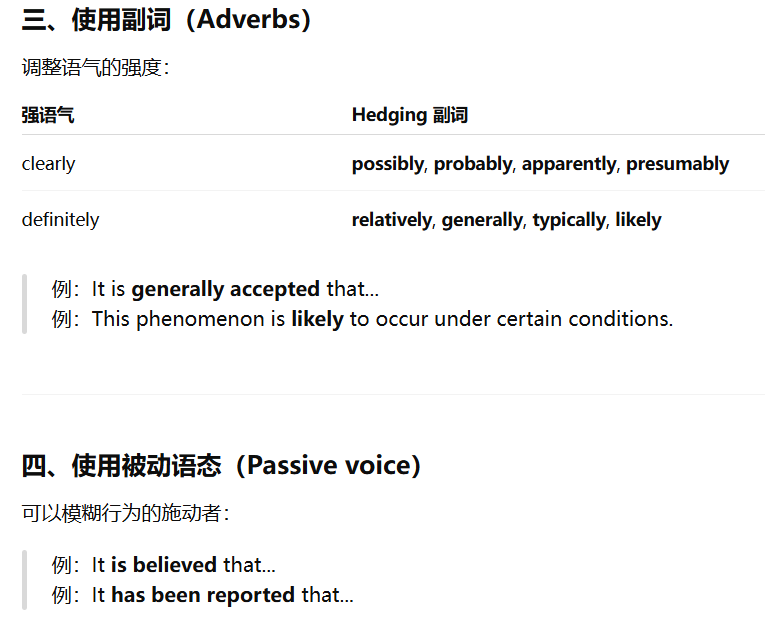 三、使用副词（Adverbs）
调整语气的强度：
强语气 Hedging 副词
clearly possibly, probably, apparently, presumably
definitely relatively, generally, typically, likely
例：It is generally accepted that...
例：This phenomenon is likely to occur under certain conditions.
四、使用被动语态（Passive voice）
可以模糊行为的施动者：
例：It is believed that...
例：It has been reported that...